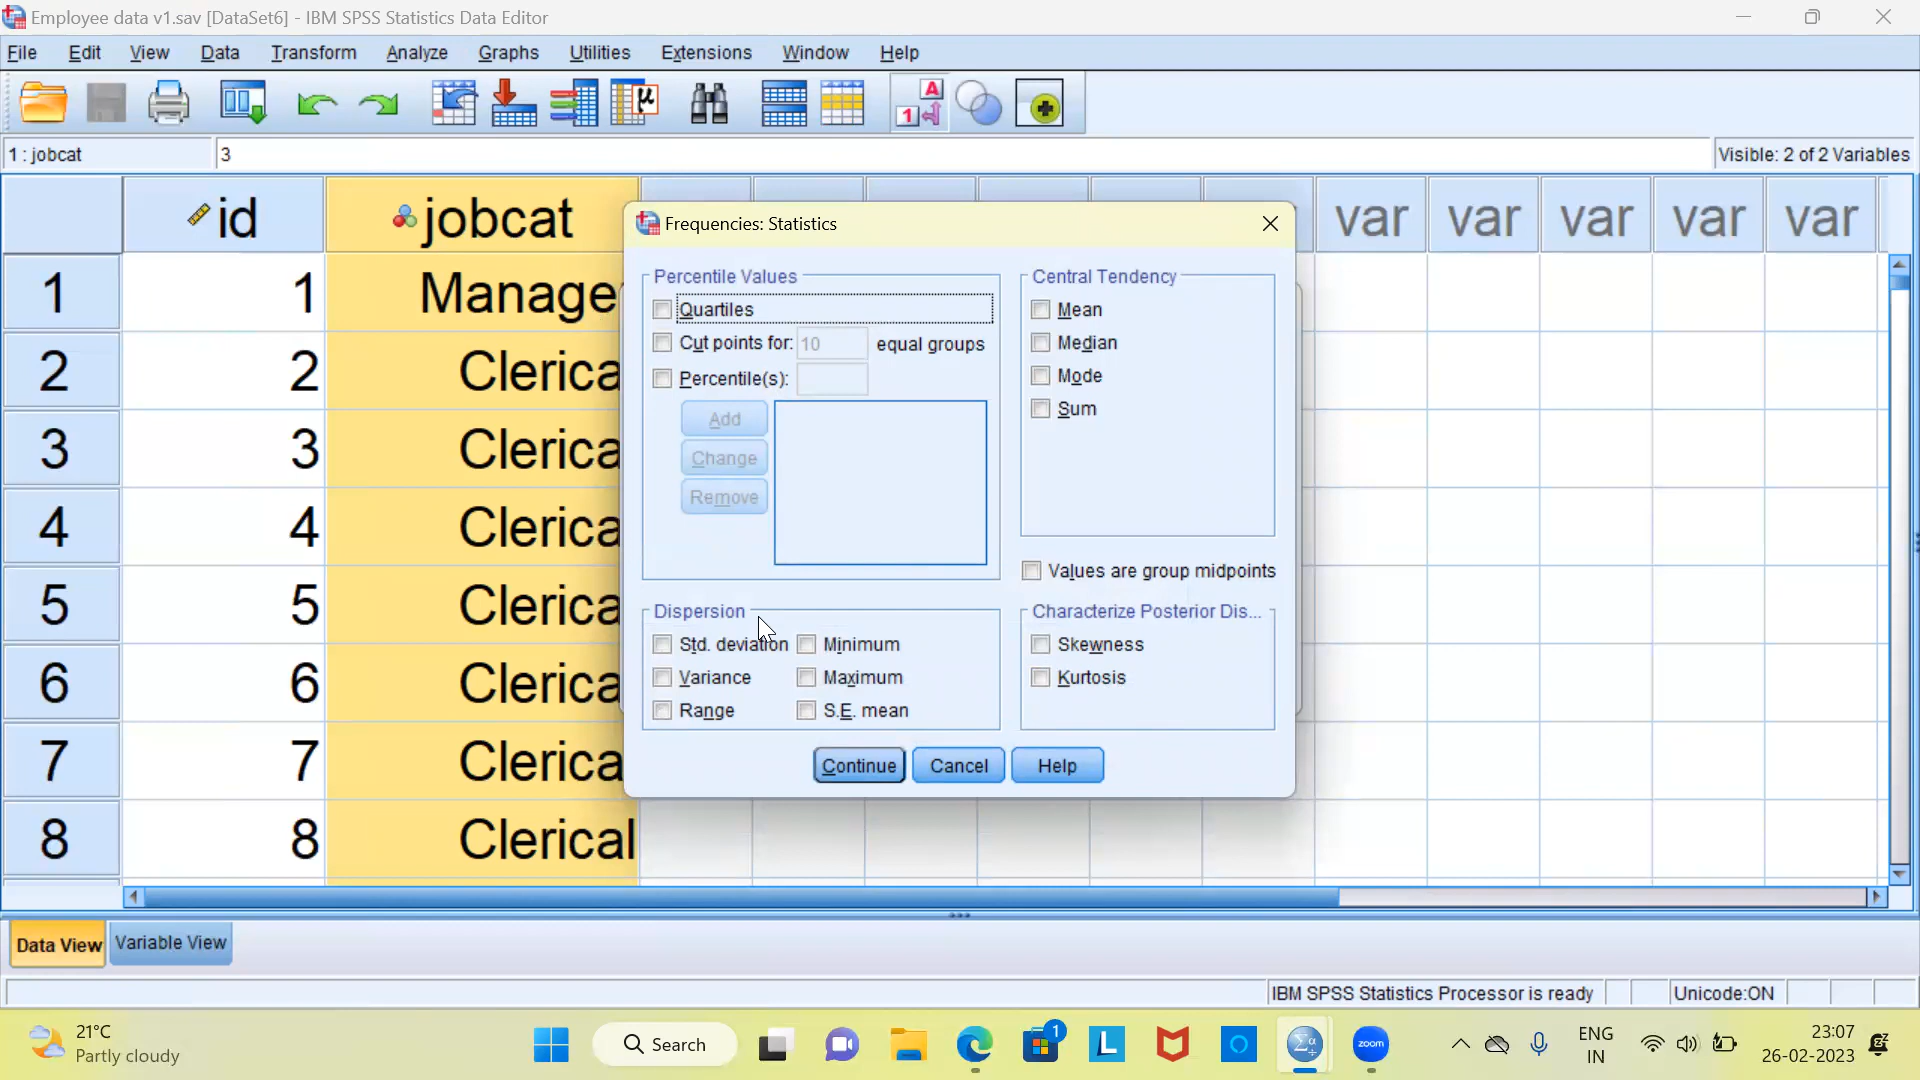 Employee data v1.sav [DataSet6] - IBM SPSS Statistics Data Editor
File Edit View Data Transform Analyze Graphs Utilities Extensions Window Help
1 : jobcat 3 Visible: 2 of 2 Variables
id jobcat var var var var var
1 1 Manage
2 2 Clerica
3 3 Clerica
4 4 Clerica
5 5 Clerica
6 6 Clerica
7 7 Clerica
8 8 Clerical
Frequencies: Statistics
Percentile Values
Quartiles
Cut points for: 10 equal groups
Percentile(s):
Add
Change
Remove
Central Tendency
Mean
Median
Mode
Sum
Values are group midpoints
Dispersion
Std. deviation Minimum
Variance Maximum
Range S.E. mean
Characterize Posterior Dis...
Skewness
Kurtosis
Continue Cancel Help
Data View Variable View
IBM SPSS Statistics Processor is ready Unicode:ON
21°C
Partly cloudy
Search
1
zoom
ENG
IN
23:07
26-02-2023